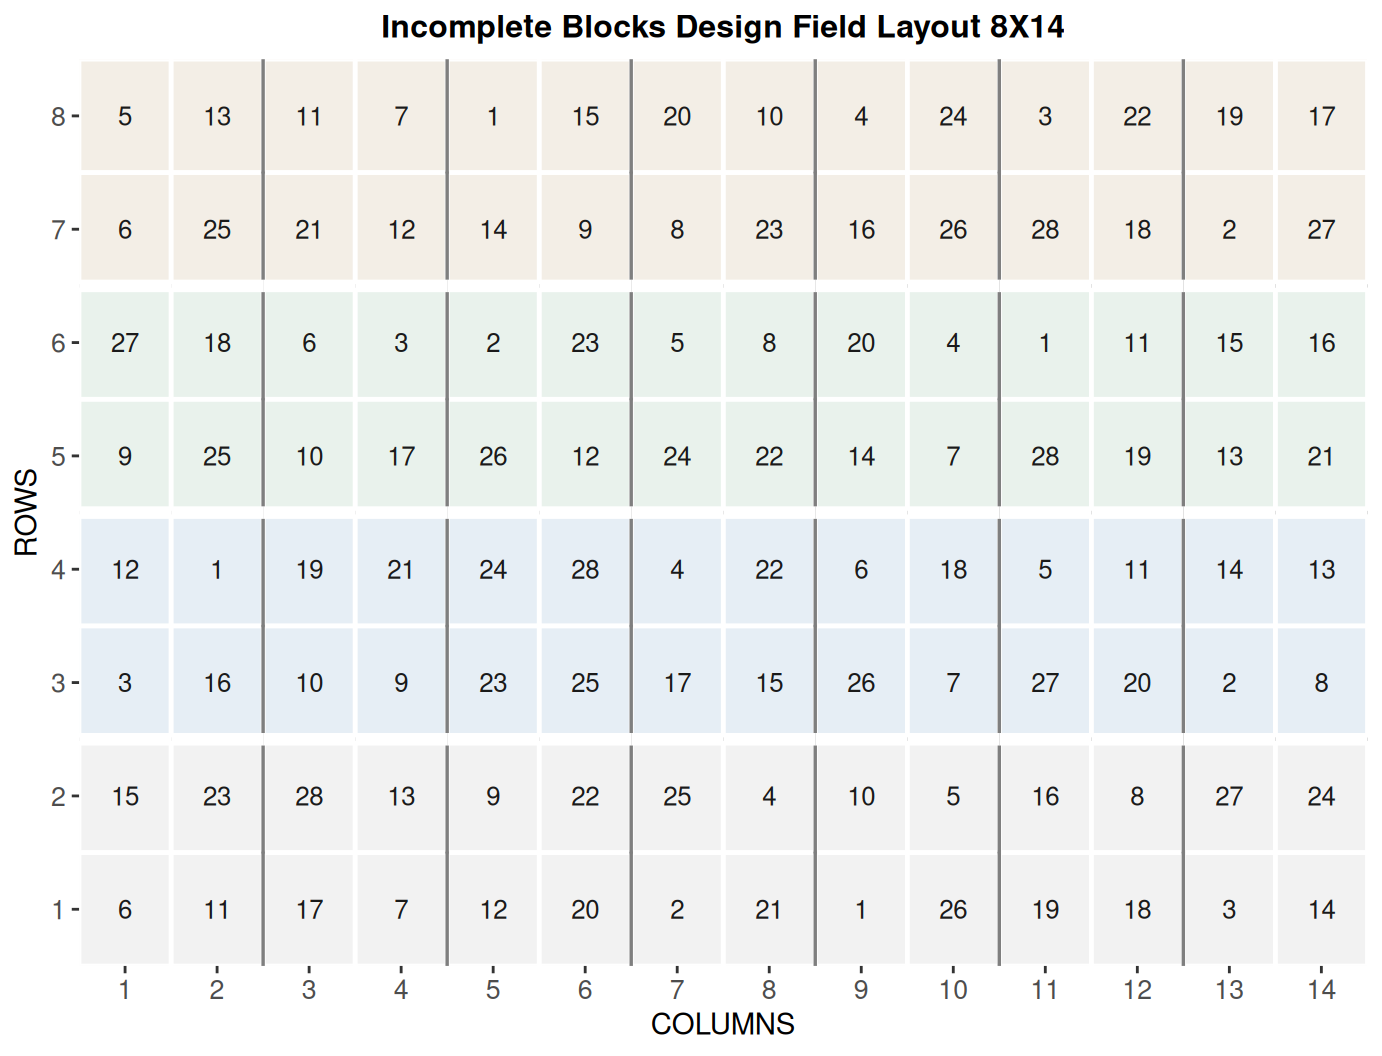 Incomplete Blocks Design Field Layout 8X14
8 5 13 11 7 1 15 20 10 4 24 3 22 19 17
7 6 25 21 12 14 9 8 23 16 26 28 18 2 27
6 27 18 6 3 2 23 5 8 20 4 1 11 15 16
5 9 25 10 17 26 12 24 22 14 7 28 19 13 21
ROWS
4 12 1 19 21 24 28 4 22 6 18 5 11 14 13
3 3 16 10 9 23 25 17 15 26 7 27 20 2 8
2 15 23 28 13 9 22 25 4 10 5 16 8 27 24
1 6 11 17 7 12 20 2 21 1 26 19 18 3 14
1 2 3 4 5 6 7 8 9 10 11 12 13 14
COLUMNS